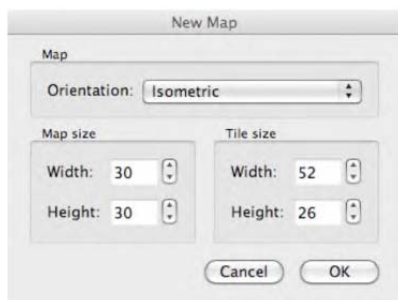 New Map
Map
Orientation: Isometric
Map size
Tile size
Width: 30
Width: 52
Height: 30
Height: 26
Cancel OK